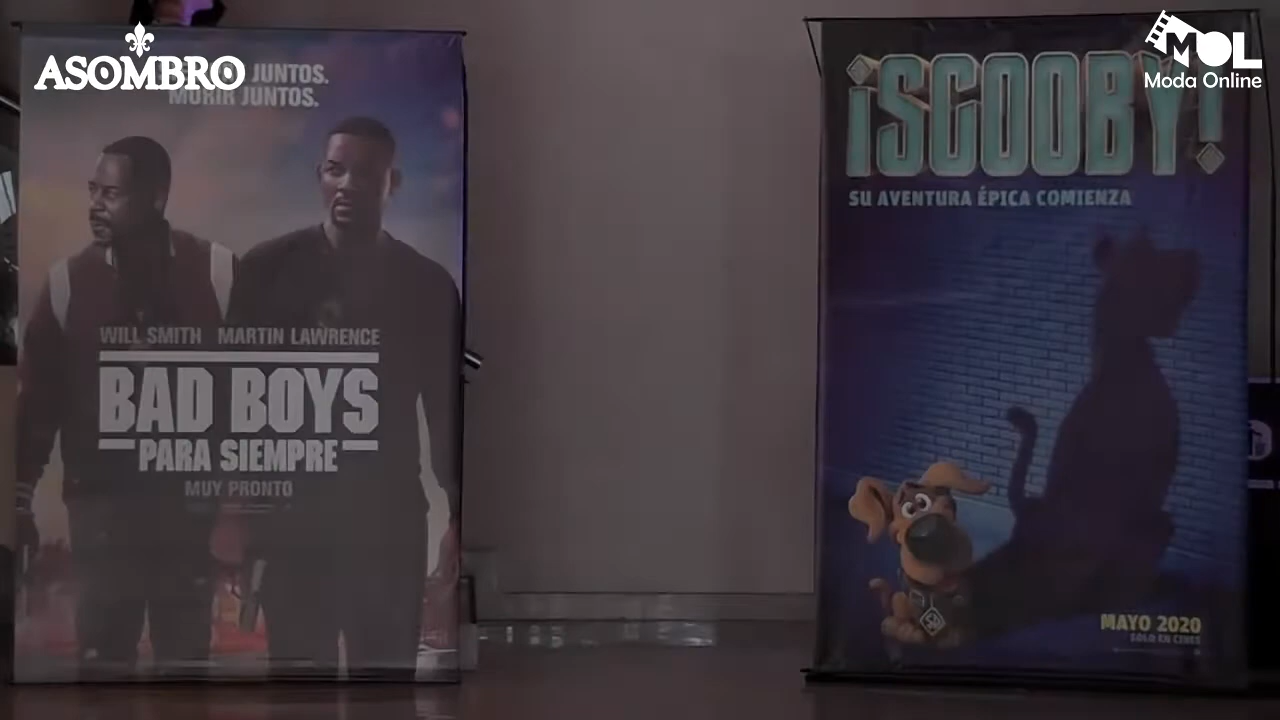 ASOMBRO
JUNTOS.
MORIR JUNTOS.
WILL SMITH MARTIN LAWRENCE
BAD BOYS
PARA SIEMPRE
MUY PRONTO
MOL
Moda Online
¡SCOOBY!
SU AVENTURA ÉPICA COMIENZA
MAYO 2020
SOLO EN CINES